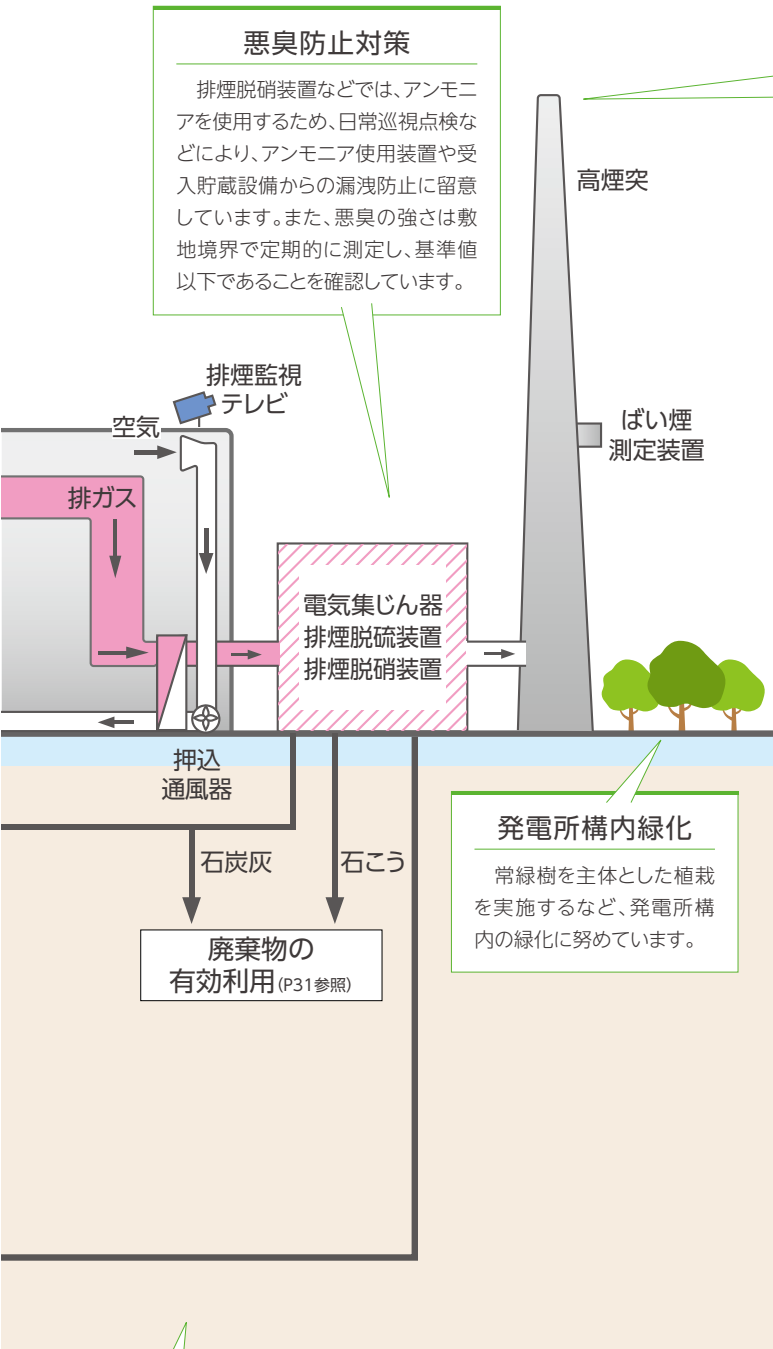 悪臭防止対策
排煙脱硝装置などでは、アンモニ
アを使用するため、日常巡視点検な
どにより、アンモニア使用装置や受
入貯蔵設備からの漏洩防止に留意
しています。また、悪臭の強さは敷
地境界で定期的に測定し、基準値
以下であることを確認しています。
高煙突
排煙監視
テレビ
空気
ばい煙
測定装置
排ガス
電気集じん器
排煙脱硫装置
排煙脱硝装置
押込
通風器
石炭灰
石こう
廃棄物の
有効利用(P31参照)
発電所構内緑化
常緑樹を主体とした植栽
を実施するなど、発電所構
内の緑化に努めています。